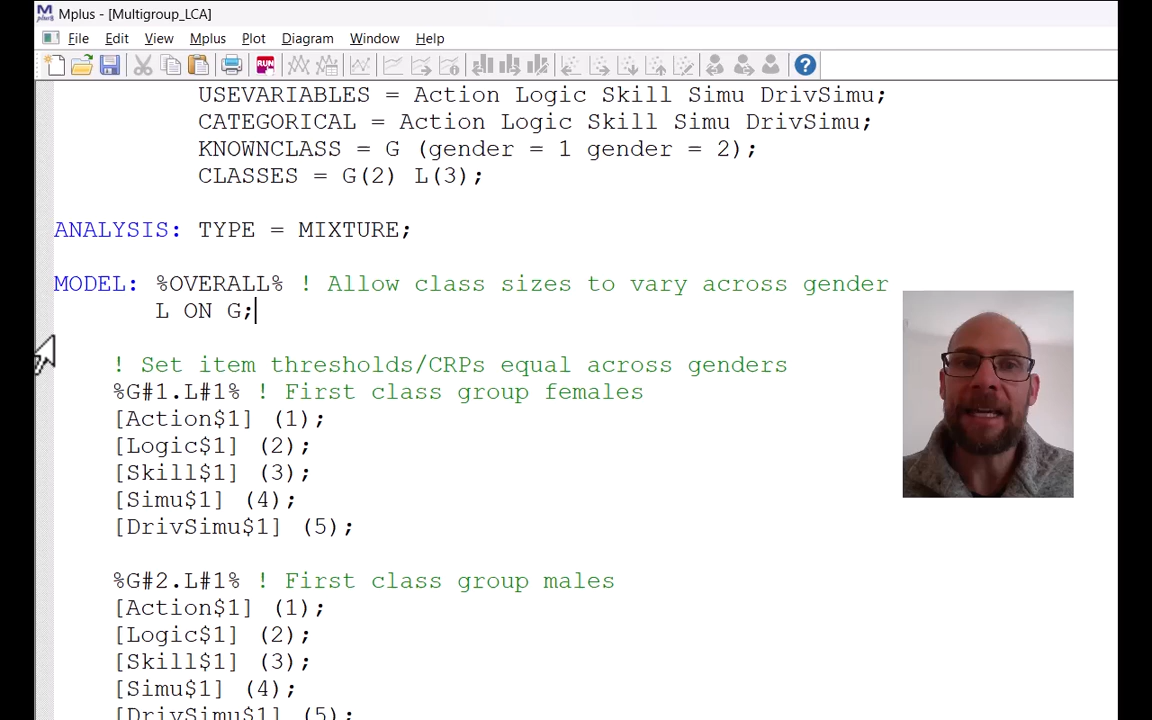 Mplus - [Multigroup_LCA]
File Edit View Mplus Plot Diagram Window Help
RUN
USEVARIABLES = Action Logic Skill Simu DrivSimu;
CATEGORICAL = Action Logic Skill Simu DrivSimu;
KNOWNCLASS = G (gender = 1 gender = 2);
CLASSES = G(2) L(3);
ANALYSIS: TYPE = MIXTURE;
MODEL: %OVERALL% ! Allow class sizes to vary across gender
L ON G;
! Set item thresholds/CRPs equal across genders
%G#1.L#1% ! First class group females
[Action$1] (1);
[Logic$1] (2);
[Skill$1] (3);
[Simu$1] (4);
[DrivSimu$1] (5);
%G#2.L#1% ! First class group males
[Action$1] (1);
[Logic$1] (2);
[Skill$1] (3);
[Simu$1] (4);
[DrivSimu$1] (5);